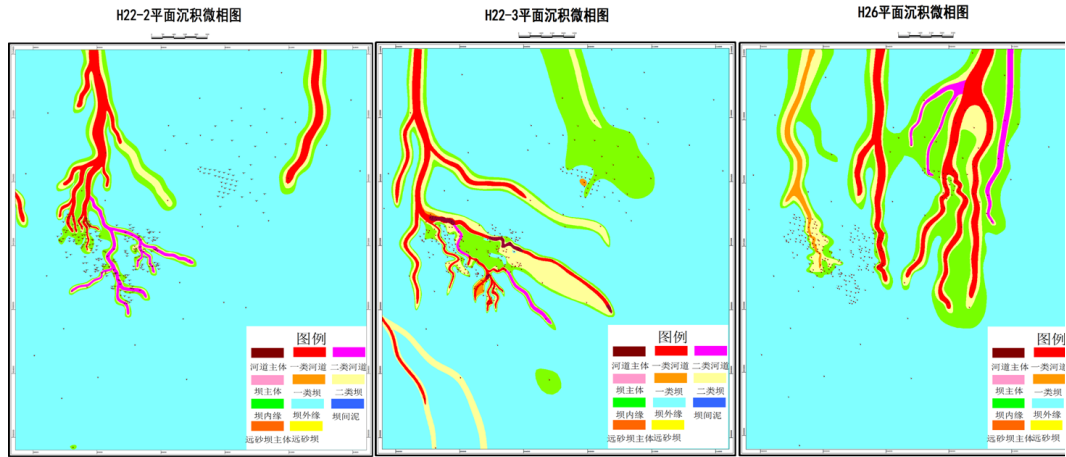 H22-2平面沉积微相图
H22-3平面沉积微相图
H26平面沉积微相图
图例
河道主体 一类河道 二类河道
坝主体 一类坝 二类坝
坝内缘 坝外缘 坝间泥
远砂坝主体 远砂坝
图例
河道主体 一类河道 二类河道
坝主体 一类坝 二类坝
坝内缘 坝外缘 坝间泥
远砂坝主体 远砂坝
图例
河道主体 一类河道
坝主体 一类坝
坝内缘 坝外缘
远砂坝主体 远砂坝